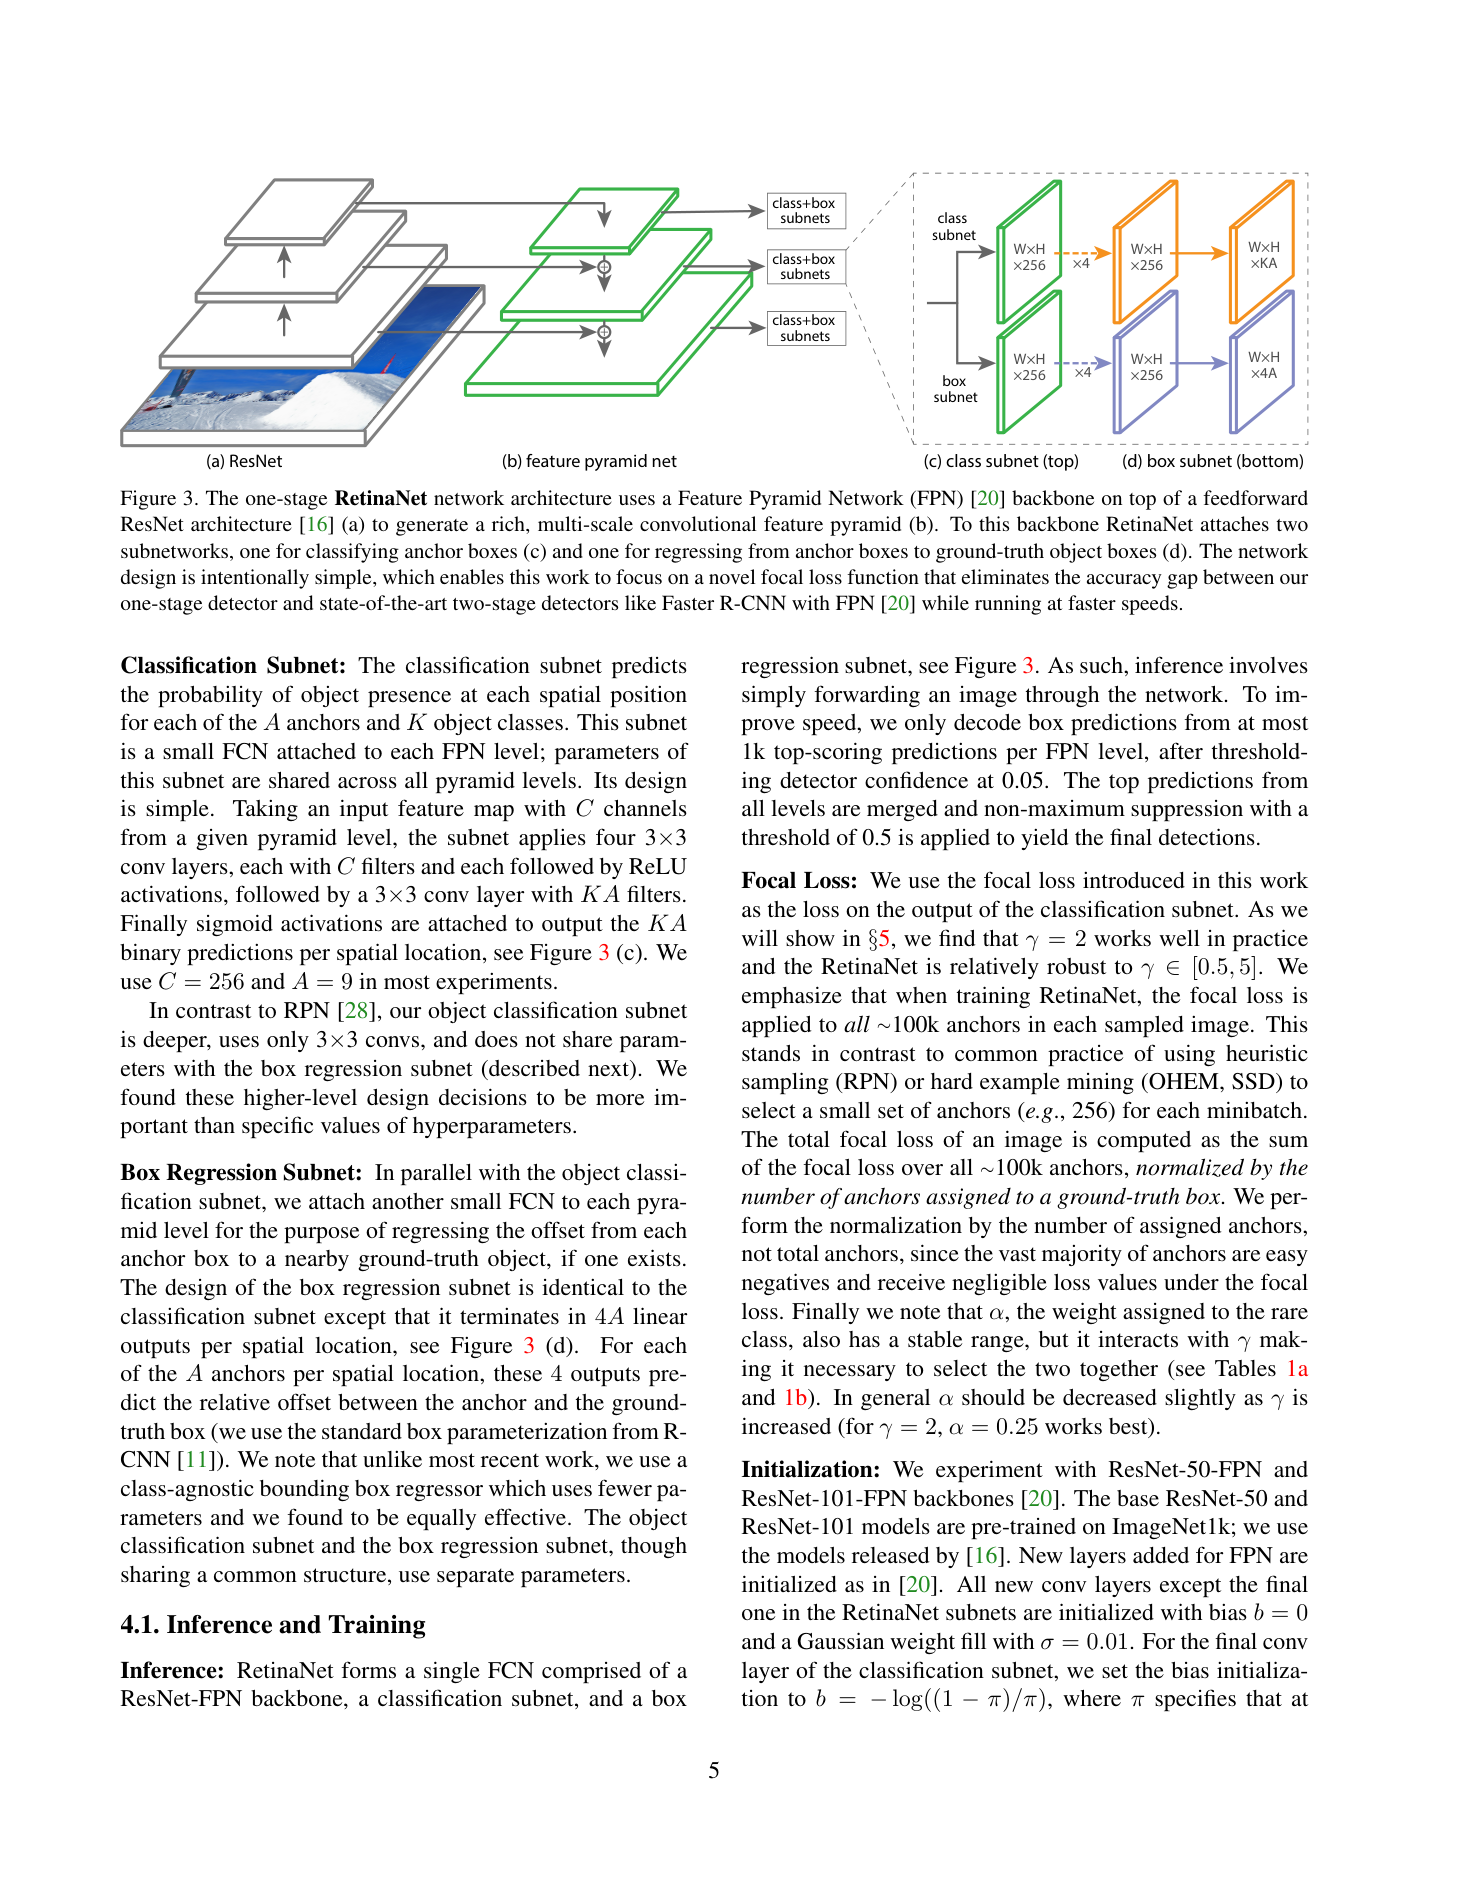 class+box
subnets
class+box
subnets
class+box
subnets
class
subnet
box
subnet
W×H
×256
×4
W×H
×256
W×H
×KA
W×H
×256
×4
W×H
×256
W×H
×4A
(a) ResNet
(b) feature pyramid net
(c) class subnet (top)
(d) box subnet (bottom)
Figure 3. The one-stage RetinaNet network architecture uses a Feature Pyramid Network (FPN) [20] backbone on top of a feedforward
ResNet architecture [16] (a) to generate a rich, multi-scale convolutional feature pyramid (b). To this backbone RetinaNet attaches two
subnetworks, one for classifying anchor boxes (c) and one for regressing from anchor boxes to ground-truth object boxes (d). The network
design is intentionally simple, which enables this work to focus on a novel focal loss function that eliminates the accuracy gap between our
one-stage detector and state-of-the-art two-stage detectors like Faster R-CNN with FPN [20] while running at faster speeds.
Classification Subnet: The classification subnet predicts
the probability of object presence at each spatial position
for each of the A anchors and K object classes. This subnet
is a small FCN attached to each FPN level; parameters of
this subnet are shared across all pyramid levels. Its design
is simple. Taking an input feature map with C channels
from a given pyramid level, the subnet applies four 3×3
conv layers, each with C filters and each followed by ReLU
activations, followed by a 3×3 conv layer with KA filters.
Finally sigmoid activations are attached to output the KA
binary predictions per spatial location, see Figure 3 (c). We
use C = 256 and A = 9 in most experiments.
In contrast to RPN [28], our object classification subnet
is deeper, uses only 3×3 convs, and does not share param-
eters with the box regression subnet (described next). We
found these higher-level design decisions to be more im-
portant than specific values of hyperparameters.
Box Regression Subnet: In parallel with the object classi-
fication subnet, we attach another small FCN to each pyra-
mid level for the purpose of regressing the offset from each
anchor box to a nearby ground-truth object, if one exists.
The design of the box regression subnet is identical to the
classification subnet except that it terminates in 4A linear
outputs per spatial location, see Figure 3 (d). For each
of the A anchors per spatial location, these 4 outputs pre-
dict the relative offset between the anchor and the ground-
truth box (we use the standard box parameterization from R-
CNN [11]). We note that unlike most recent work, we use a
class-agnostic bounding box regressor which uses fewer pa-
rameters and we found to be equally effective. The object
classification subnet and the box regression subnet, though
sharing a common structure, use separate parameters.
4.1. Inference and Training
Inference: RetinaNet forms a single FCN comprised of a
ResNet-FPN backbone, a classification subnet, and a box
regression subnet, see Figure 3. As such, inference involves
simply forwarding an image through the network. To im-
prove speed, we only decode box predictions from at most
1k top-scoring predictions per FPN level, after threshold-
ing detector confidence at 0.05. The top predictions from
all levels are merged and non-maximum suppression with a
threshold of 0.5 is applied to yield the final detections.
Focal Loss: We use the focal loss introduced in this work
as the loss on the output of the classification subnet. As we
will show in §5, we find that γ = 2 works well in practice
and the RetinaNet is relatively robust to γ ∈ [0.5, 5]. We
emphasize that when training RetinaNet, the focal loss is
applied to all ∼100k anchors in each sampled image. This
stands in contrast to common practice of using heuristic
sampling (RPN) or hard example mining (OHEM, SSD) to
select a small set of anchors (e.g., 256) for each minibatch.
The total focal loss of an image is computed as the sum
of the focal loss over all ∼100k anchors, normalized by the
number of anchors assigned to a ground-truth box. We per-
form the normalization by the number of assigned anchors,
not total anchors, since the vast majority of anchors are easy
negatives and receive negligible loss values under the focal
loss. Finally we note that α, the weight assigned to the rare
class, also has a stable range, but it interacts with γ mak-
ing it necessary to select the two together (see Tables 1a
and 1b). In general α should be decreased slightly as γ is
increased (for γ = 2, α = 0.25 works best).
Initialization: We experiment with ResNet-50-FPN and
ResNet-101-FPN backbones [20]. The base ResNet-50 and
ResNet-101 models are pre-trained on ImageNet1k; we use
the models released by [16]. New layers added for FPN are
initialized as in [20]. All new conv layers except the final
one in the RetinaNet subnets are initialized with bias b = 0
and a Gaussian weight fill with σ = 0.01. For the final conv
layer of the classification subnet, we set the bias initializa-
tion to b = − log((1 − π)/π), where π specifies that at
5